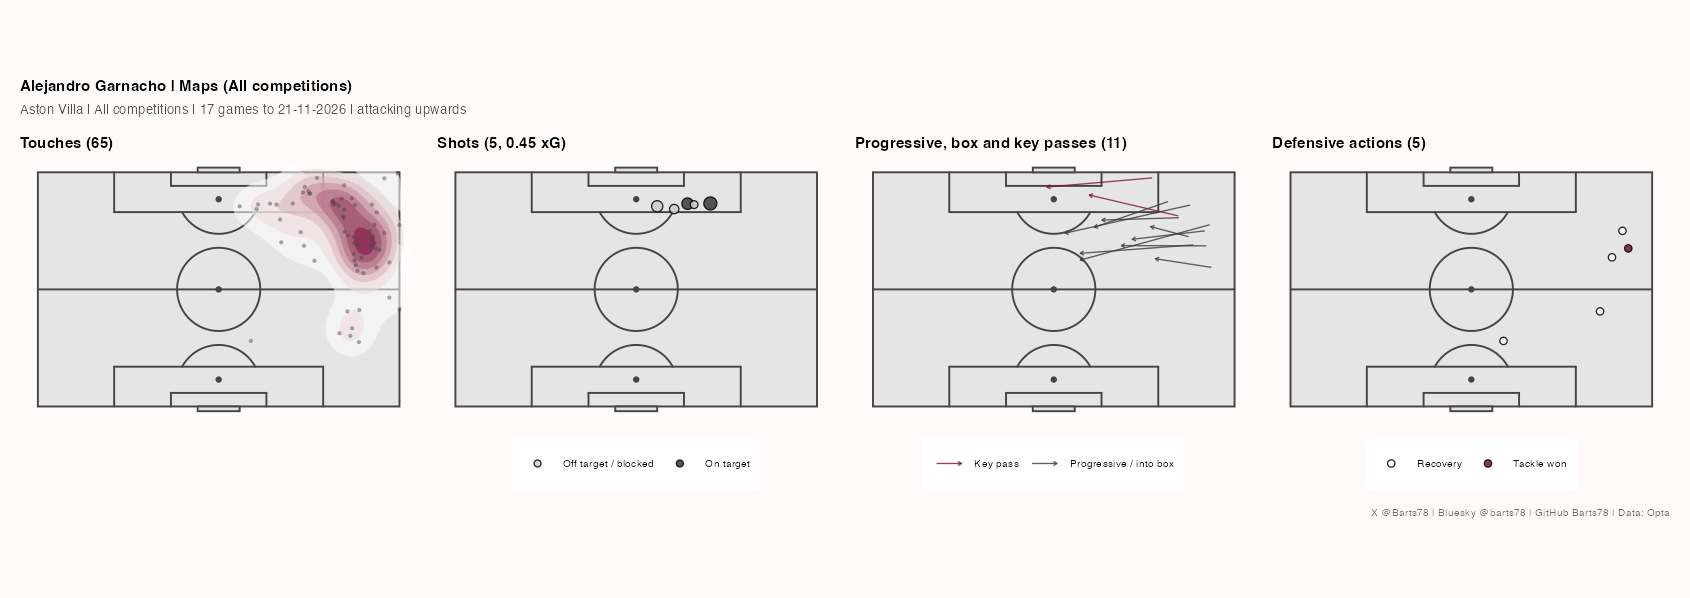 Alejandro Garnacho | Maps (All competitions)
Aston Villa | All competitions | 17 games to 21-11-2026 | attacking upwards
Touches (65)
Shots (5, 0.45 xG)
Progressive, box and key passes (11)
Defensive actions (5)
Off target / blocked
On target
Key pass
Progressive / into box
Recovery
Tackle won
X @Barts78 | Bluesky @barts78 | GitHub Barts78 | Data: Opta